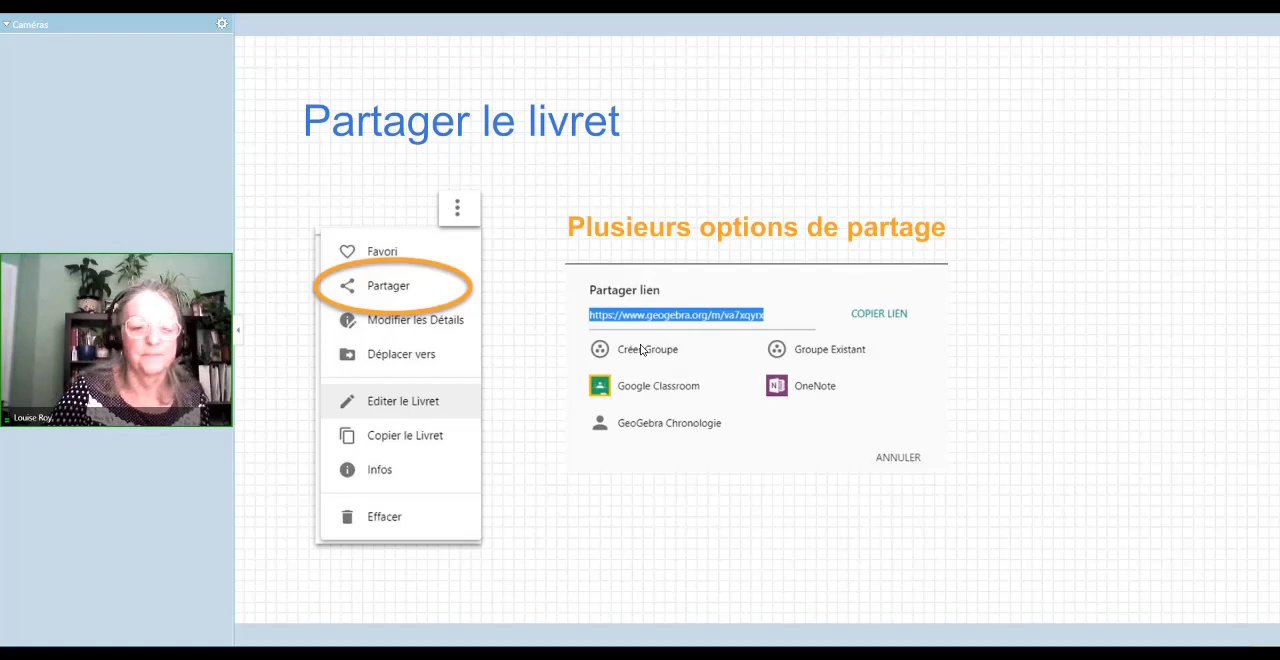 Caméras
Louise Roy,
Partager le livret
Favori
Partager
Modifier les Détails
Déplacer vers
Editer le Livret
Copier le Livret
Infos
Effacer
Plusieurs options de partage
Partager lien
https://www.geogebra.org/m/va7xqyrx
COPIER LIEN
Créer Groupe
Groupe Existant
Google Classroom
OneNote
GeoGebra Chronologie
ANNULER